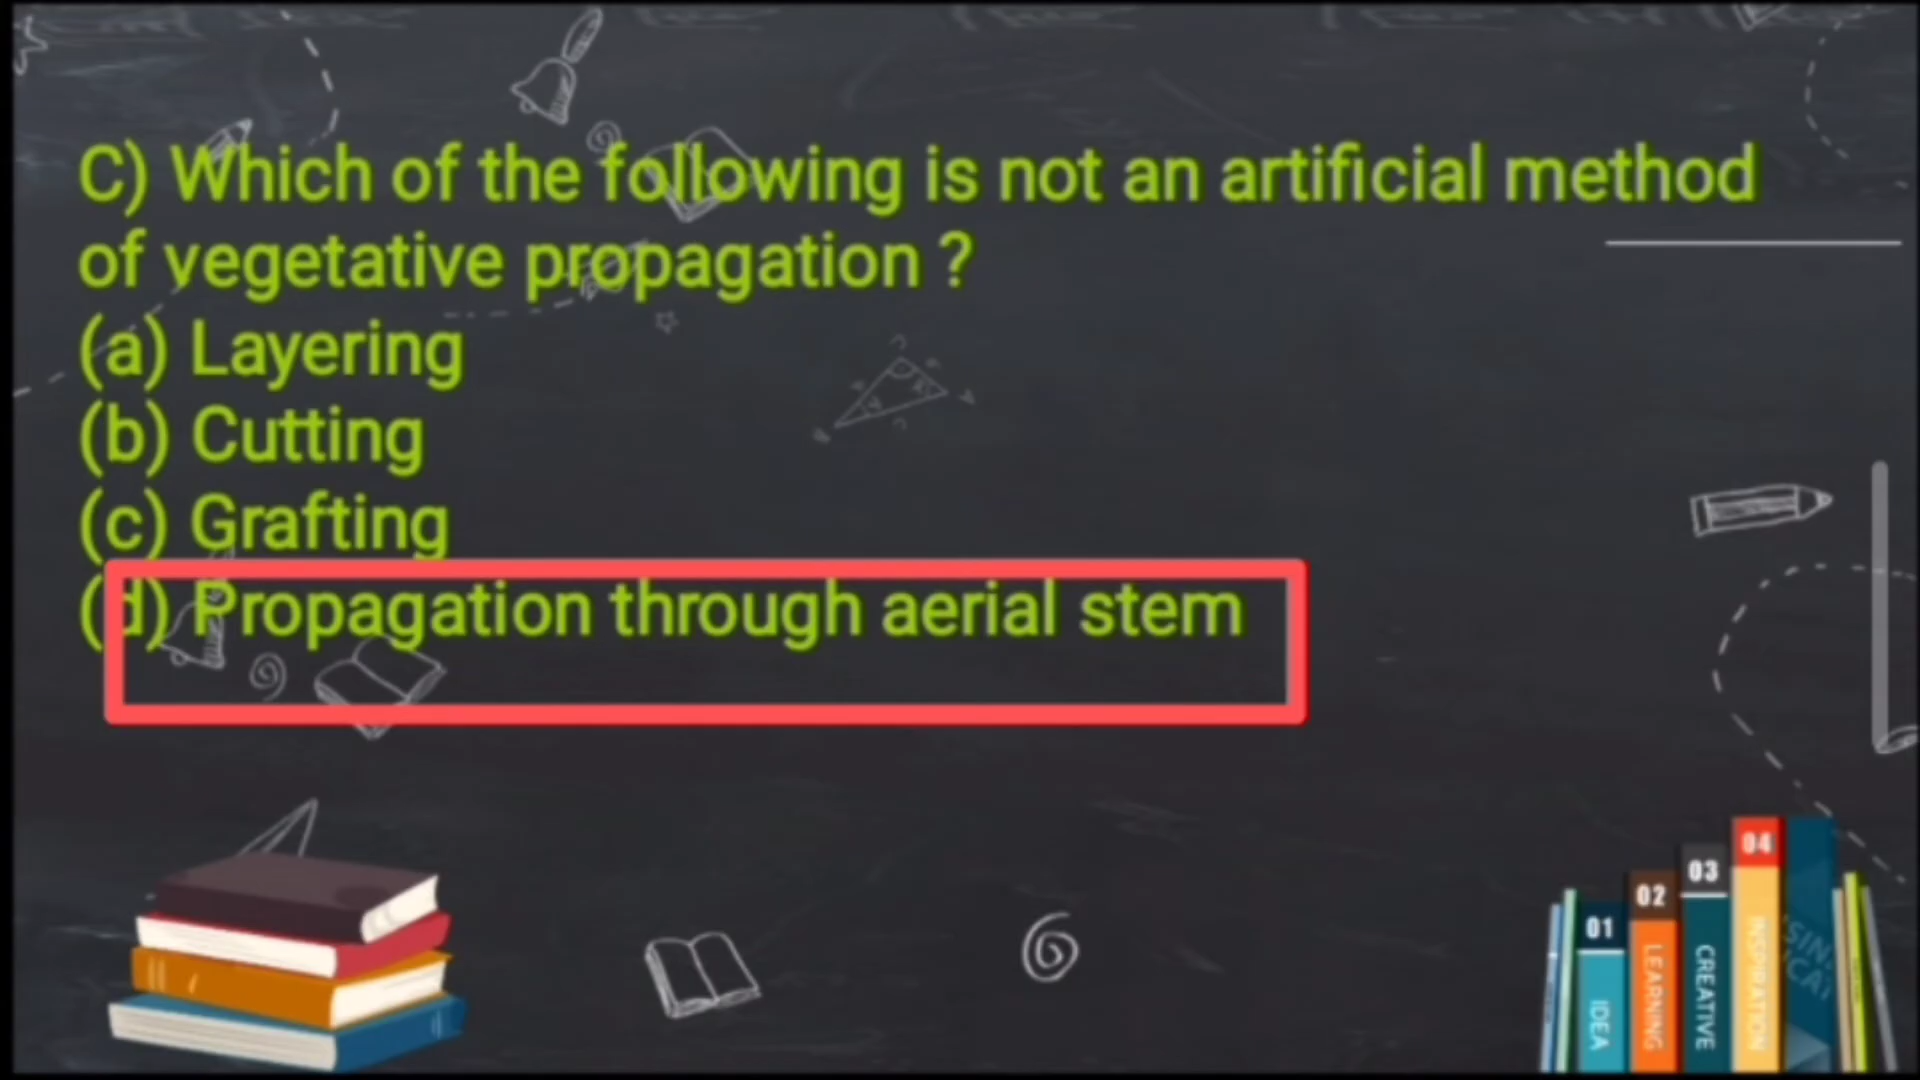 C) Which of the following is not an artificial method
of vegetative propagation ?
(a) Layering
(b) Cutting
(c) Grafting
(d) Propagation through aerial stem
01
IDEA
02
LEARNING
03
CREATIVE
04
INSPIRATION